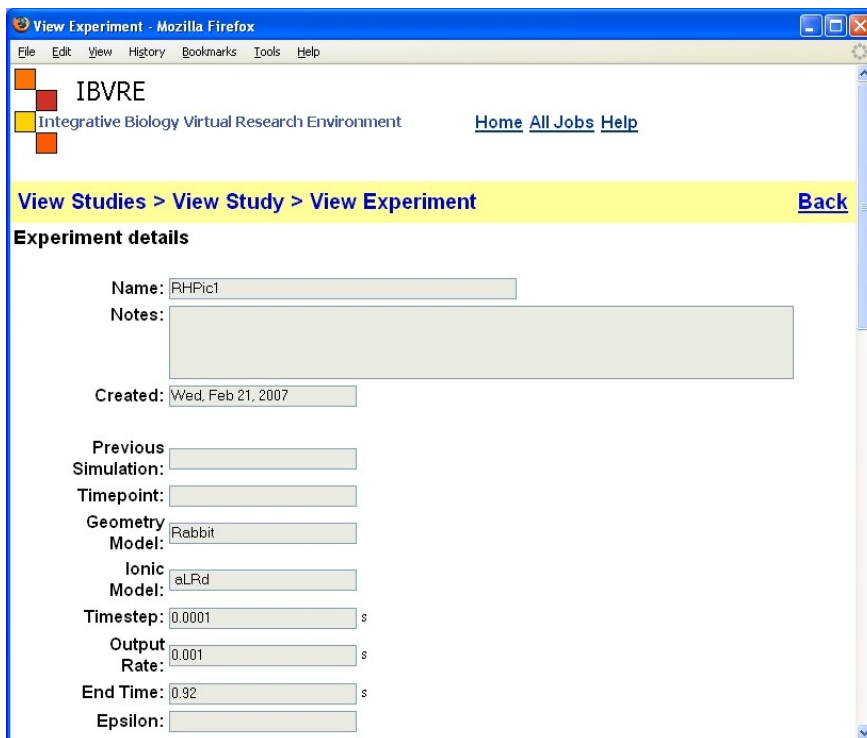 View Experiment - Mozilla Firefox
File Edit View History Bookmarks Tools Help
IBVRE
Integrative Biology Virtual Research Environment
Home All Jobs Help
View Studies > View Study > View Experiment
Back
Experiment details
Name: RHPic1
Notes:
Created: Wed, Feb 21, 2007
Previous
Simulation:
Timepoint:
Geometry
Model: Rabbit
Ionic
Model: aLRd
Timestep: 0.0001 s
Output
Rate: 0.001 s
End Time: 0.92 s
Epsilon: